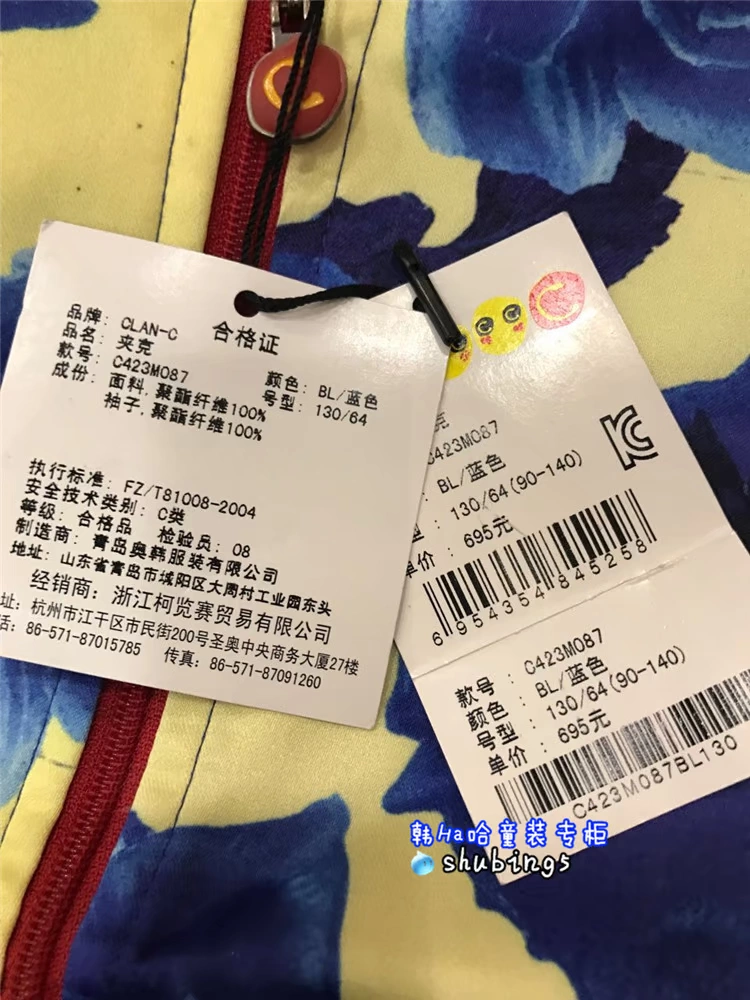 C
合格证
品牌: CLAN-C
品名: 夹克
款号: C423M087
颜色: BL/蓝色
成份: 面料,聚酯纤维100%
号型: 130/64
袖子,聚酯纤维100%
执行标准: FZ/T81008-2004
安全技术类别: C类
等级: 合格品 检验员: 08
制造商: 青岛奥韩服装有限公司
地址: 山东省青岛市城阳区大周村工业园东头
经销商: 浙江柯览赛贸易有限公司
址: 杭州市江干区市民街200号圣奥中央商务大厦27楼
话: 86-571-87015785 传真: 86-571-87091260
C
C
克
C423M087
: BL/蓝色
: 130/64(90-140)
单价 : 695元
6 954354 845258
款号 : C423M087
颜色 : BL/蓝色
号型 : 130/64(90-140)
单价 : 695元
C423M087BL130
韩Ha哈童装专柜
shubing5